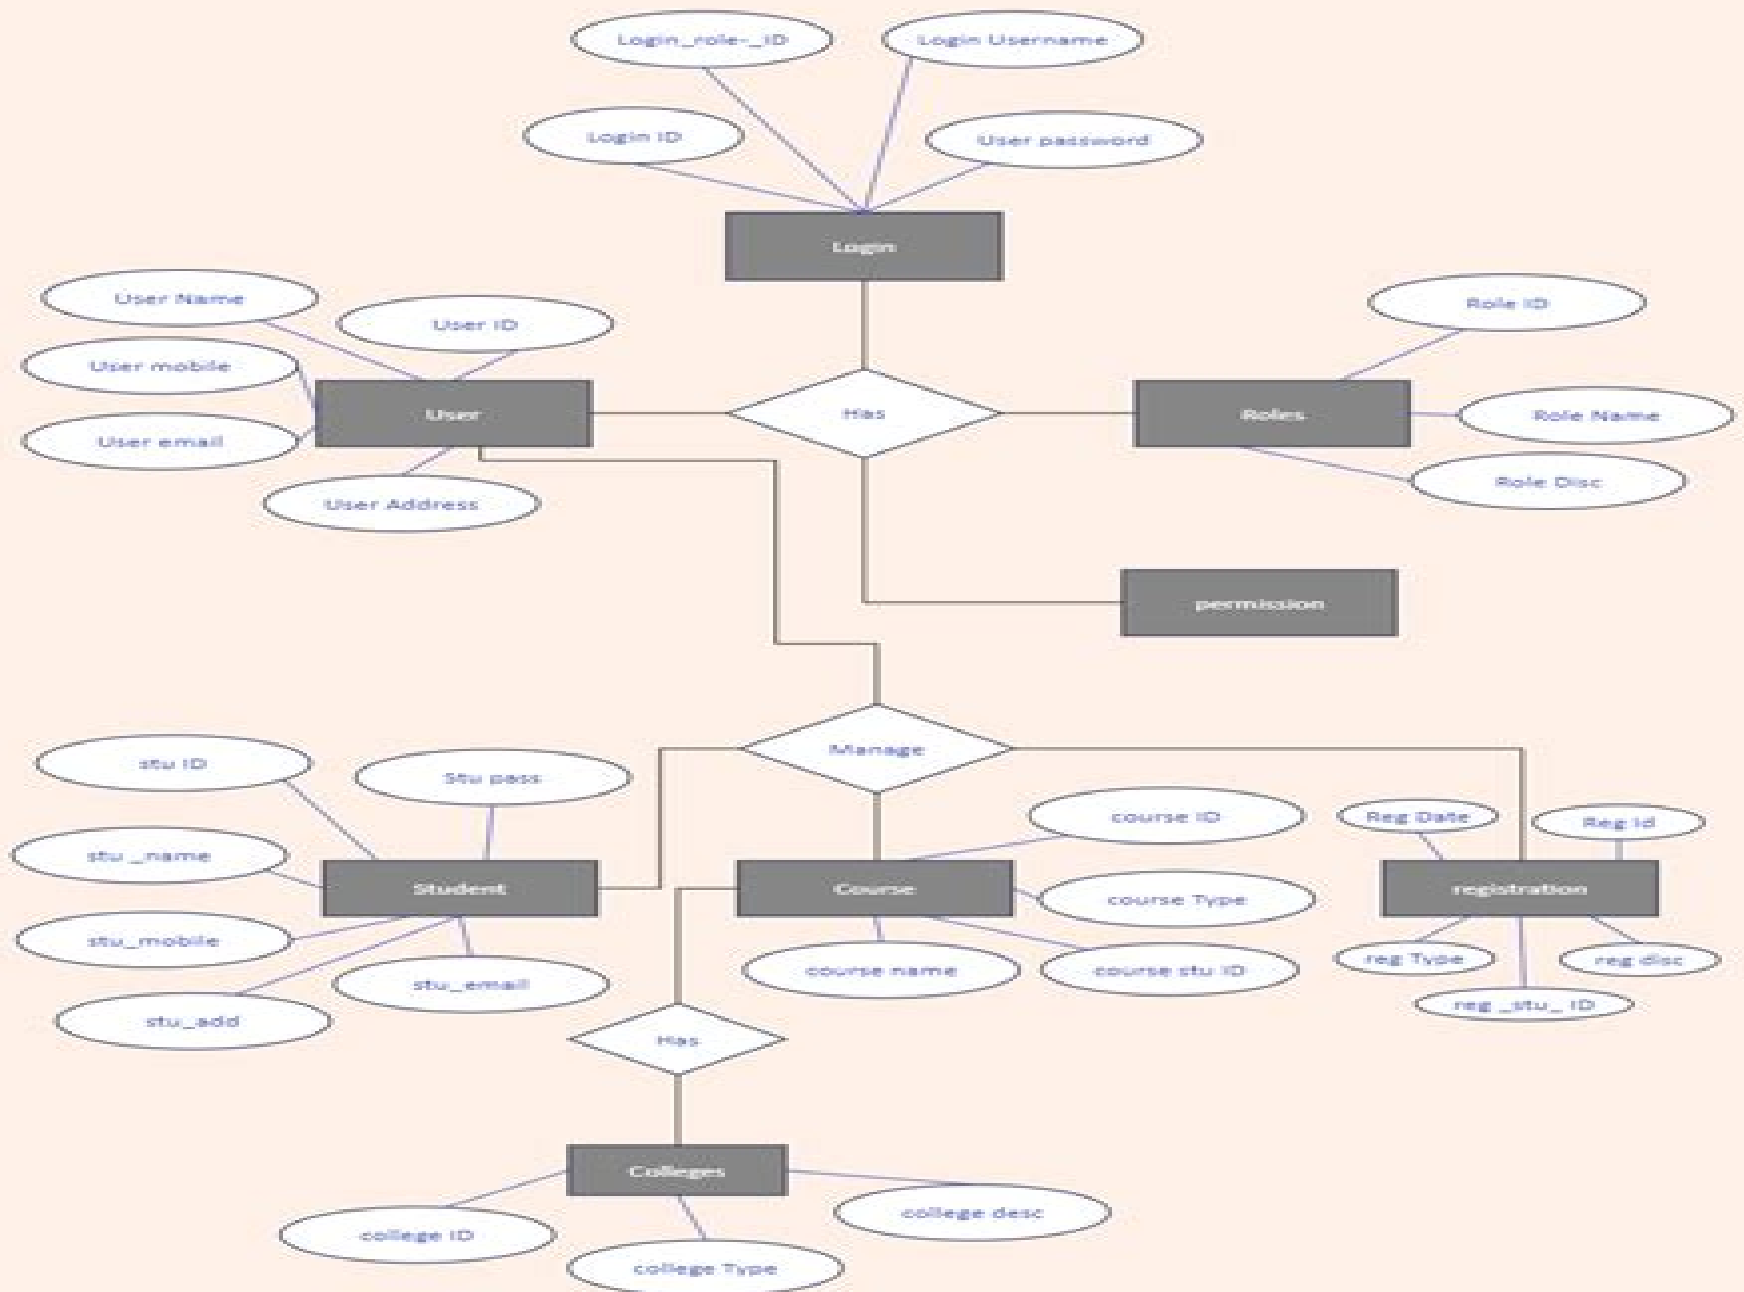 Login_role-_ID
Login Username
Login ID
User password
Login
User Name
User ID
Role ID
User mobile
User
Has
Roles
Role Name
User email
Role Disc
User Address
permission
Manage
stu ID
Stu pass
course ID
Reg Date
Reg Id
stu _name
Student
Course
registration
course Type
stu_mobile
reg Type
reg disc
course name
course stu ID
stu_email
reg _stu_ ID
stu_add
Has
Colleges
college desc
college ID
college Type